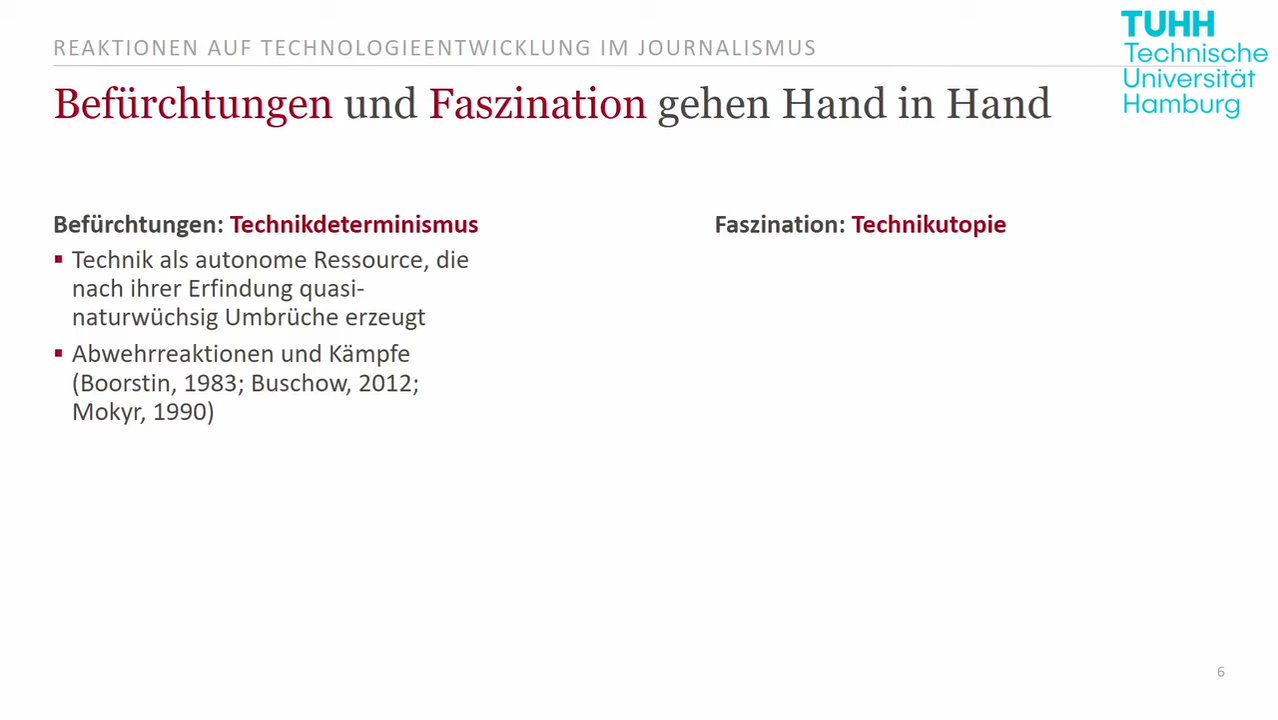 REAKTIONEN AUF TECHNOLOGIEENTWICKLUNG IM JOURNALISMUS
TUHH
Technische
Universität
Hamburg
Befürchtungen und Faszination gehen Hand in Hand
Befürchtungen: Technikdeterminismus
▪ Technik als autonome Ressource, die
nach ihrer Erfindung quasi-
naturwüchsig Umbrüche erzeugt
▪ Abwehrreaktionen und Kämpfe
(Boorstin, 1983; Buschow, 2012;
Mokyr, 1990)
Faszination: Technikutopie
6